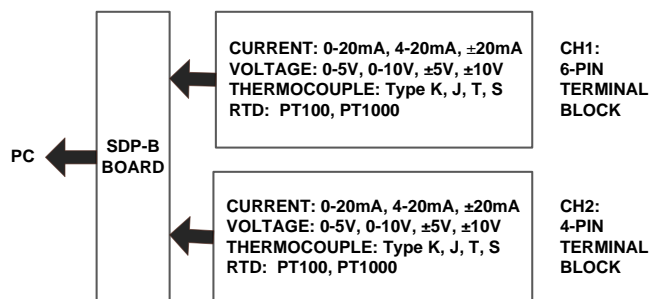 CURRENT: 0-20mA, 4-20mA, ±20mA
VOLTAGE: 0-5V, 0-10V, ±5V, ±10V
THERMOCOUPLE: Type K, J, T, S
RTD: PT100, PT1000
CH1:
6-PIN
TERMINAL
BLOCK
PC
SDP-B
BOARD
CURRENT: 0-20mA, 4-20mA, ±20mA
VOLTAGE: 0-5V, 0-10V, ±5V, ±10V
THERMOCOUPLE: Type K, J, T, S
RTD: PT100, PT1000
CH2:
4-PIN
TERMINAL
BLOCK